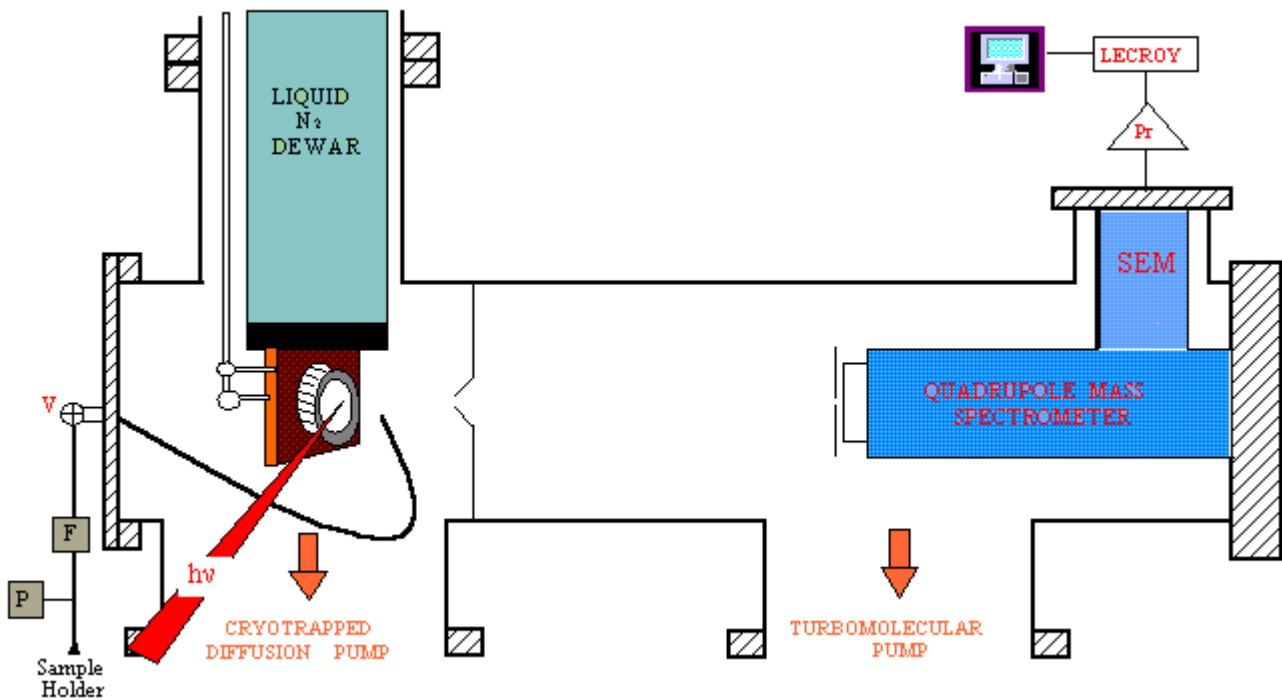 LIQUID
N₂
DEWAR
LECROY
Pr
SEM
QUADRUPOLE MASS
SPECTROMETER
V
F
hν
P
CRYOTRAPPED
DIFFUSION PUMP
TURBOMOLECULAR
PUMP
Sample
Holder